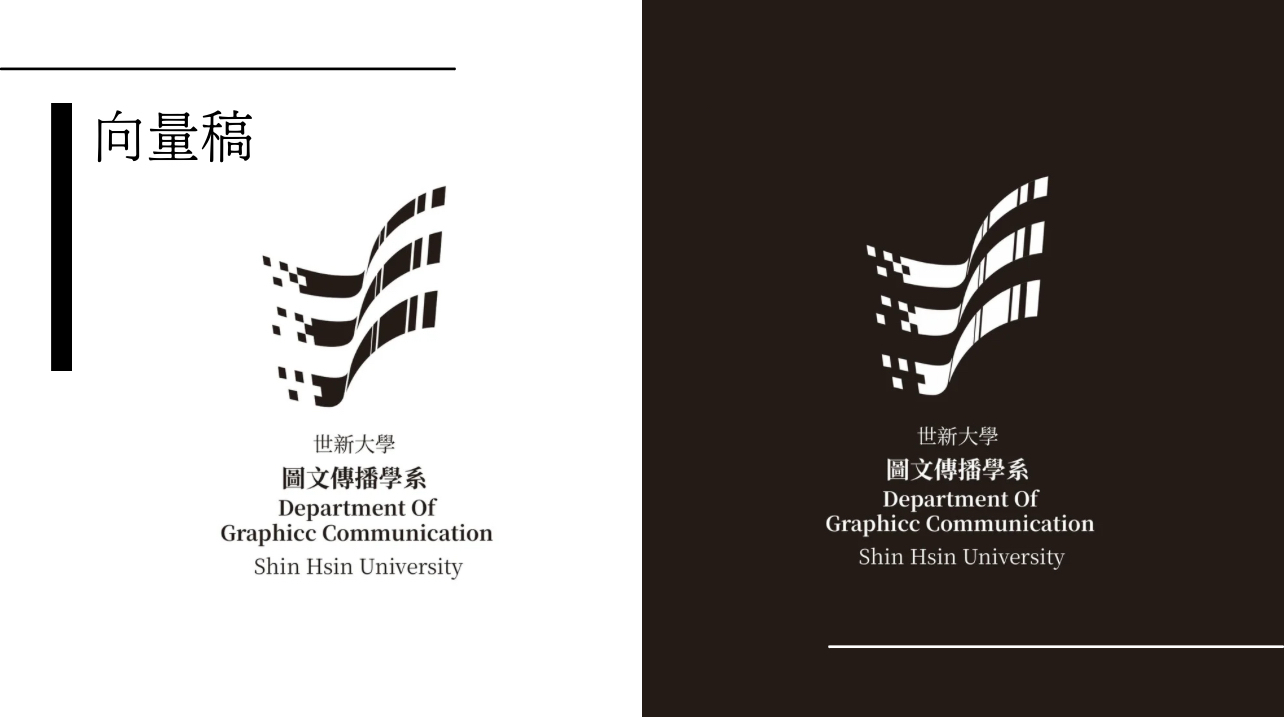 向量稿
世新大學
圖文傳播學系
Department Of
Graphicc Communication
Shin Hsin University
世新大學
圖文傳播學系
Department Of
Graphicc Communication
Shin Hsin University